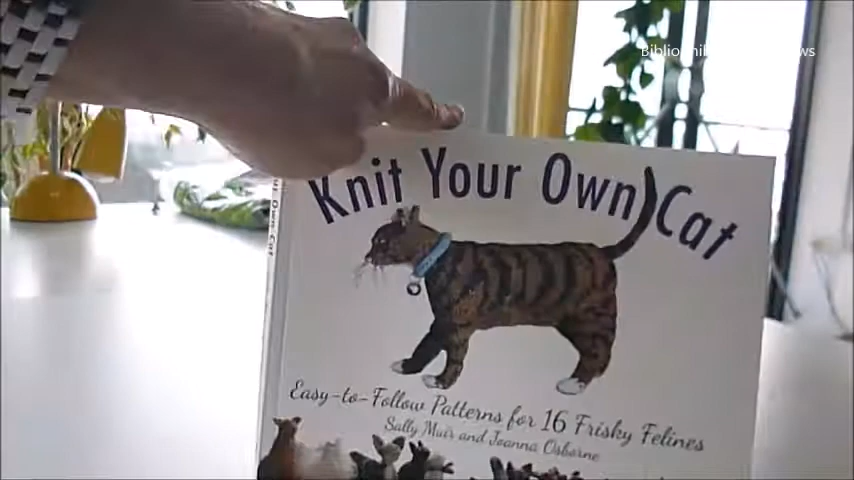 Knit Your Own Cat
Easy-to-Follow Patterns for 16 Frisky Felines
Sally Muir and Joanna Osborne